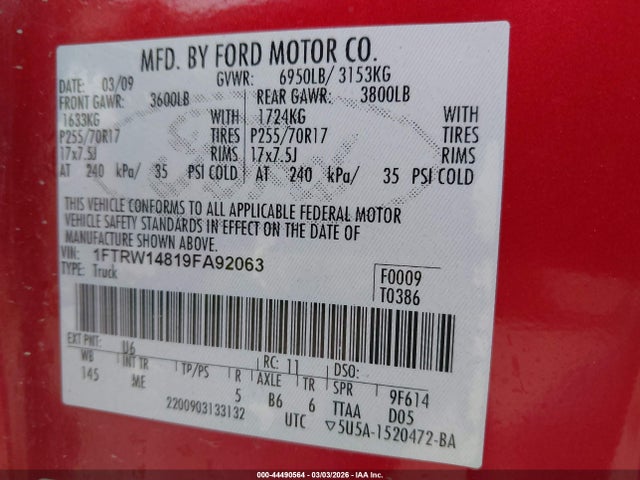 MFD. BY FORD MOTOR CO.
DATE: 03/09 GVWR: 6950LB/ 3153KG
FRONT GAWR: 3600LB REAR GAWR: 3800LB
1633KG WITH 1724KG WITH
P255/70R17 TIRES P255/70R17 TIRES
17x7.5J RIMS 17x7.5J RIMS
AT 240 kPa/ 35 PSI COLD AT 240 kPa/ 35 PSI COLD
THIS VEHICLE CONFORMS TO ALL APPLICABLE FEDERAL MOTOR
VEHICLE SAFETY STANDARDS IN EFFECT ON THE DATE OF
MANUFACTURE SHOWN ABOVE.
VIN: 1FTRW14819FA92063
TYPE: Truck
F0009
T0386
EXT PNT: U6 RC: 11 DSO:
WB INT TR TP/PS R AXLE TR SPR 9F614
145 ME 5 B6 6 TTAA D05
2200903133132 UTC 5U5A-1520472-BA
000-44490564 - 03/03/2026 - IAA Inc.